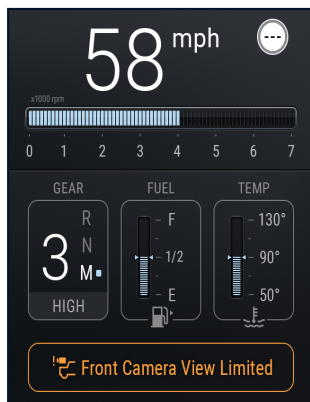 58 mph
---
x1000 rpm
0 1 2 3 4 5 6 7
GEAR FUEL TEMP
R
N
3 M
HIGH
F
1/2
E
130°
90°
50°
Front Camera View Limited